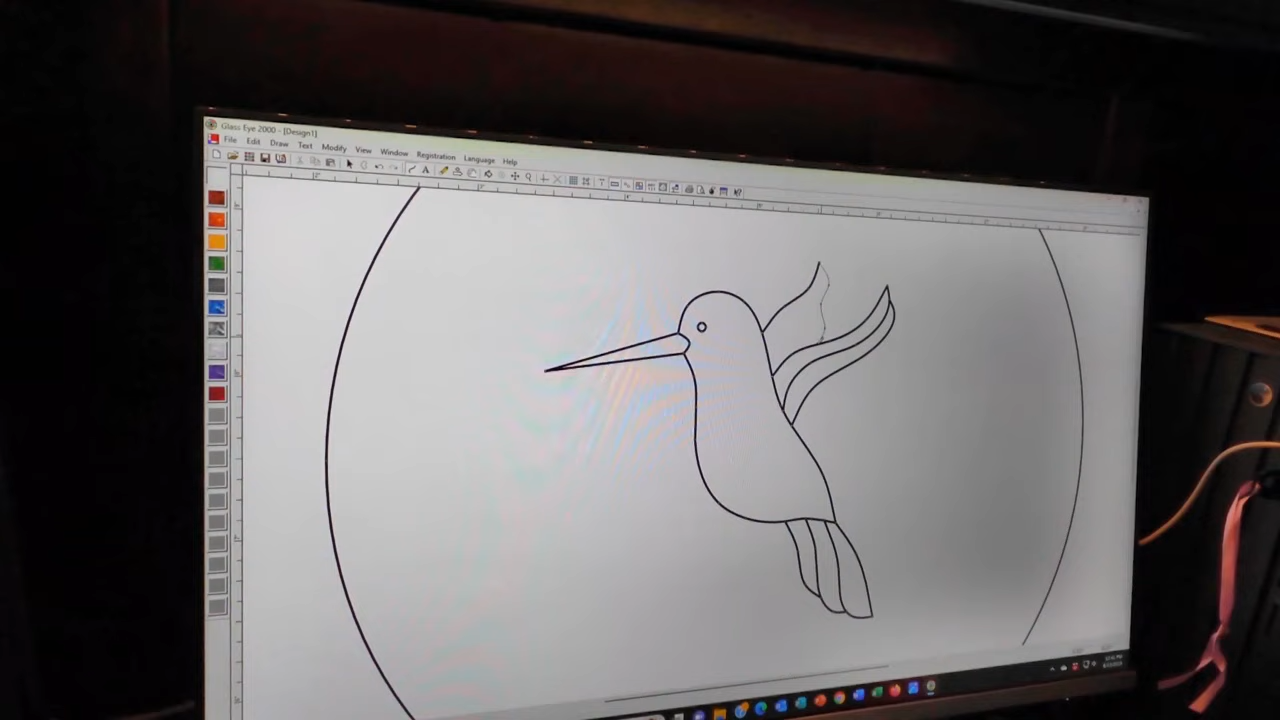 Glass Eye 2000 - [Design1]
File Edit Draw Text Modify View Window Registration Language Help